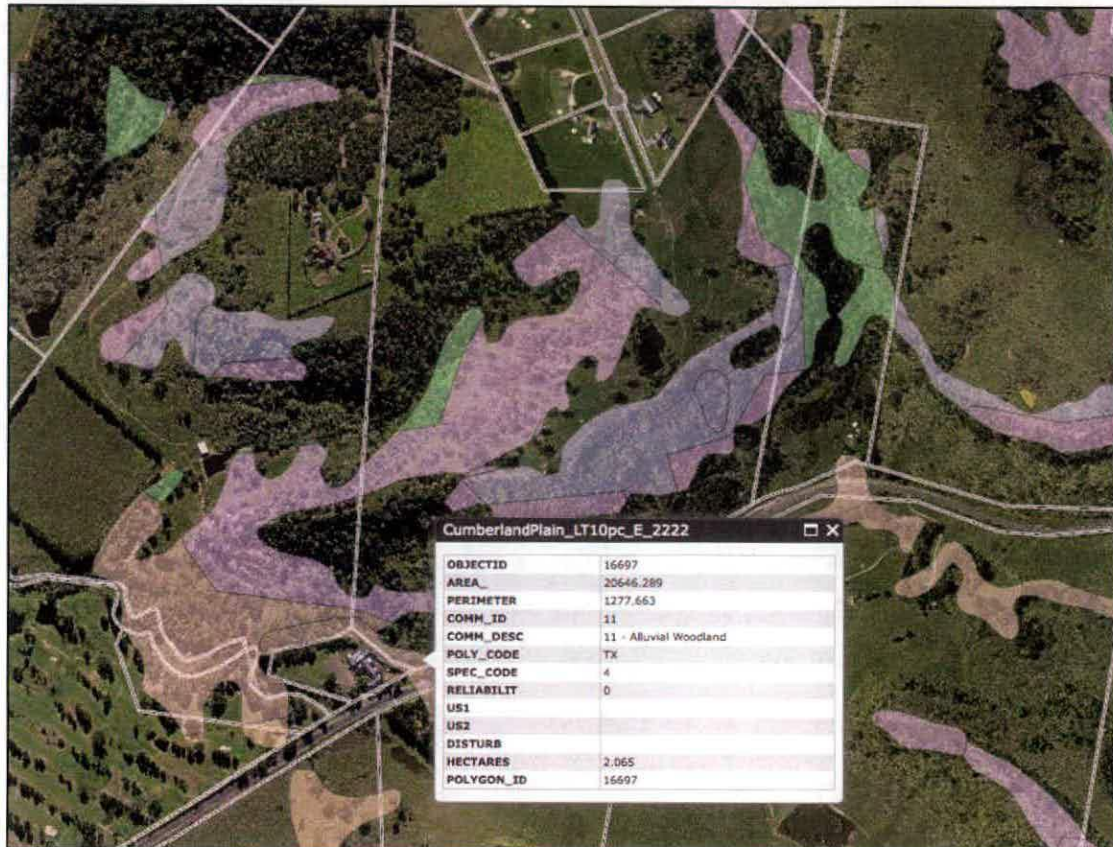 CumberlandPlain_LT10pc_E_2222
OBJECTID 16697
AREA_ 20646.289
PERIMETER 1277.663
COMM_ID 11
COMM_DESC 11 - Alluvial Woodland
POLY_CODE TX
SPEC_CODE 4
RELIABILIT 0
US1
US2
DISTURB
HECTARES 2.065
POLYGON_ID 16697